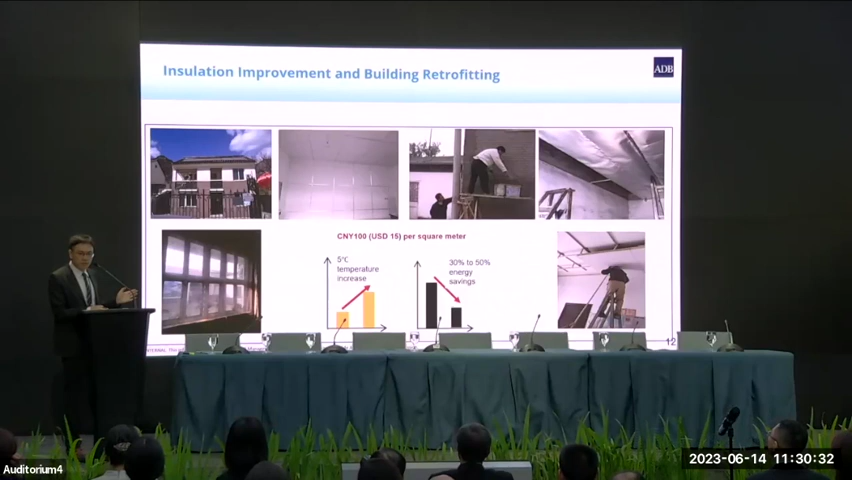 Insulation Improvement and Building Retrofitting
ADB
CNY100 (USD 15) per square meter
5℃
temperature
increase
30% to 50%
energy
savings
12
Auditorium4
2023-06-14 11:30:32